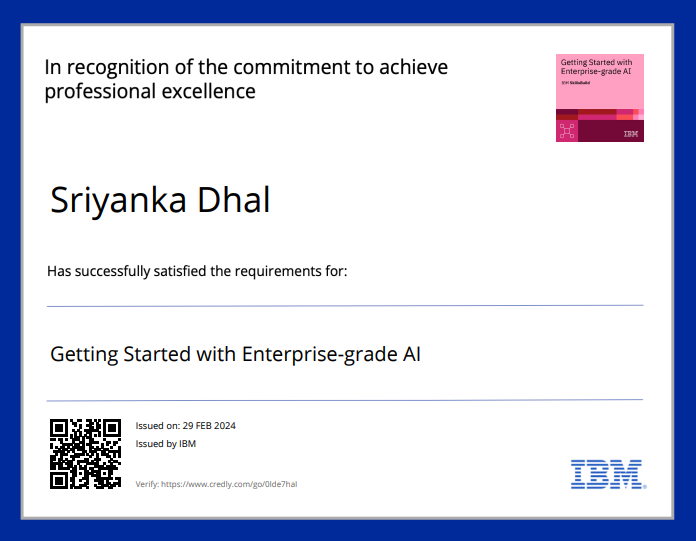 In recognition of the commitment to achieve
professional excellence
Getting Started with
Enterprise-grade AI
IBM SkillsBuild
IBM
Sriyanka Dhal
Has successfully satisfied the requirements for:
Getting Started with Enterprise-grade AI
Issued on: 29 FEB 2024
Issued by IBM
Verify: https://www.credly.com/go/0lde7hal
IBM®